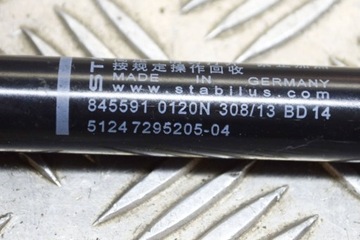 ST
按规定操作回收
MADE IN GERMANY
www.stabilus.com
845591 0120N 308/13 BD14
51247295205-04